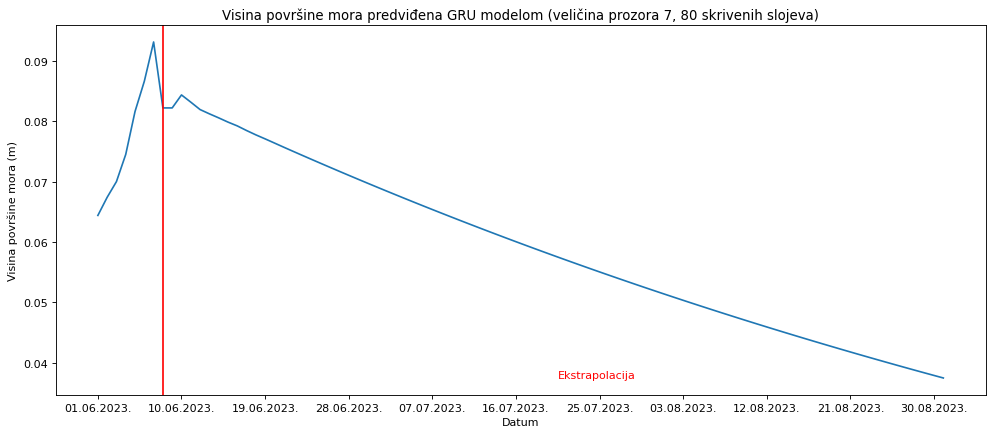 Visina površine mora predviđena GRU modelom (veličina prozora 7, 80 skrivenih slojeva)
Visina površine mora (m)
0.09
0.08
0.07
0.06
0.05
0.04
Ekstrapolacija
01.06.2023. 10.06.2023. 19.06.2023. 28.06.2023. 07.07.2023. 16.07.2023. 25.07.2023. 03.08.2023. 12.08.2023. 21.08.2023. 30.08.2023.
Datum